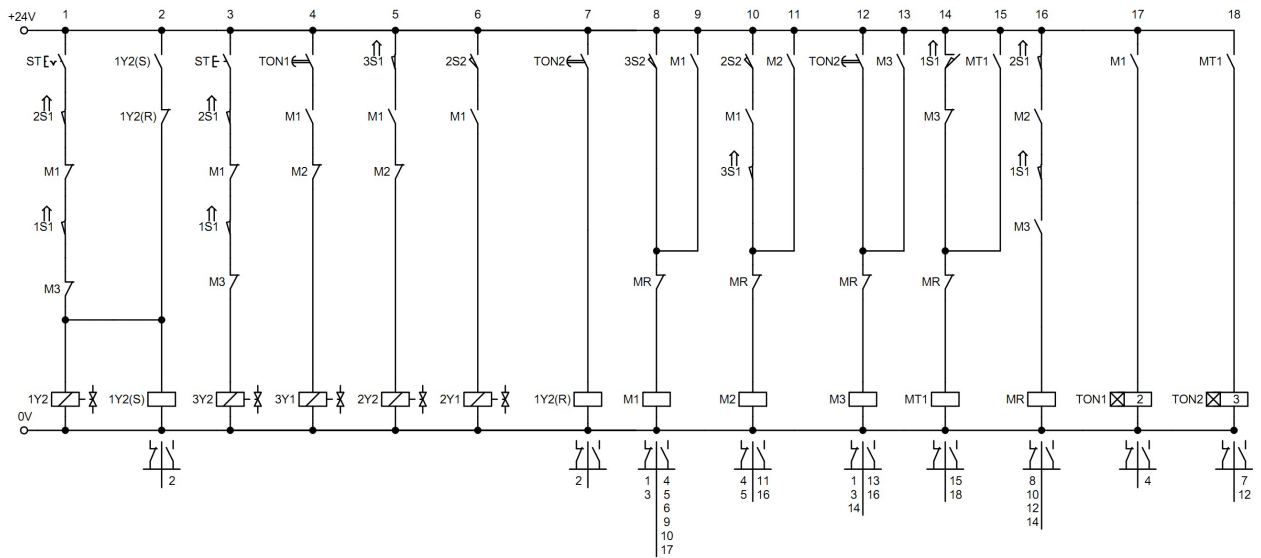 1 2 3 4 5 6 7 8 9 10 11 12 13 14 15 16 17 18
+24V
ST 1Y2(S) ST TON1 3S1 2S2 TON2 3S2 M1 2S2 M2 TON2 M3 1S1 MT1 2S1 M1 MT1
2S1 1Y2(R) 2S1 M1 M1 M1 M1 M3 M2
M1 M1 M2 M2 3S1 1S1
1S1 1S1 M3
M3 M3 MR MR MR MR
1Y2 1Y2(S) 3Y2 3Y1 2Y2 2Y1 1Y2(R) M1 M2 M3 MT1 MR TON1 2 TON2 3
0V
2 2 1 4 4 11 1 13 15 8 4 7
3 5 5 16 3 16 18 10 12
6 14 12
9 14
10
17